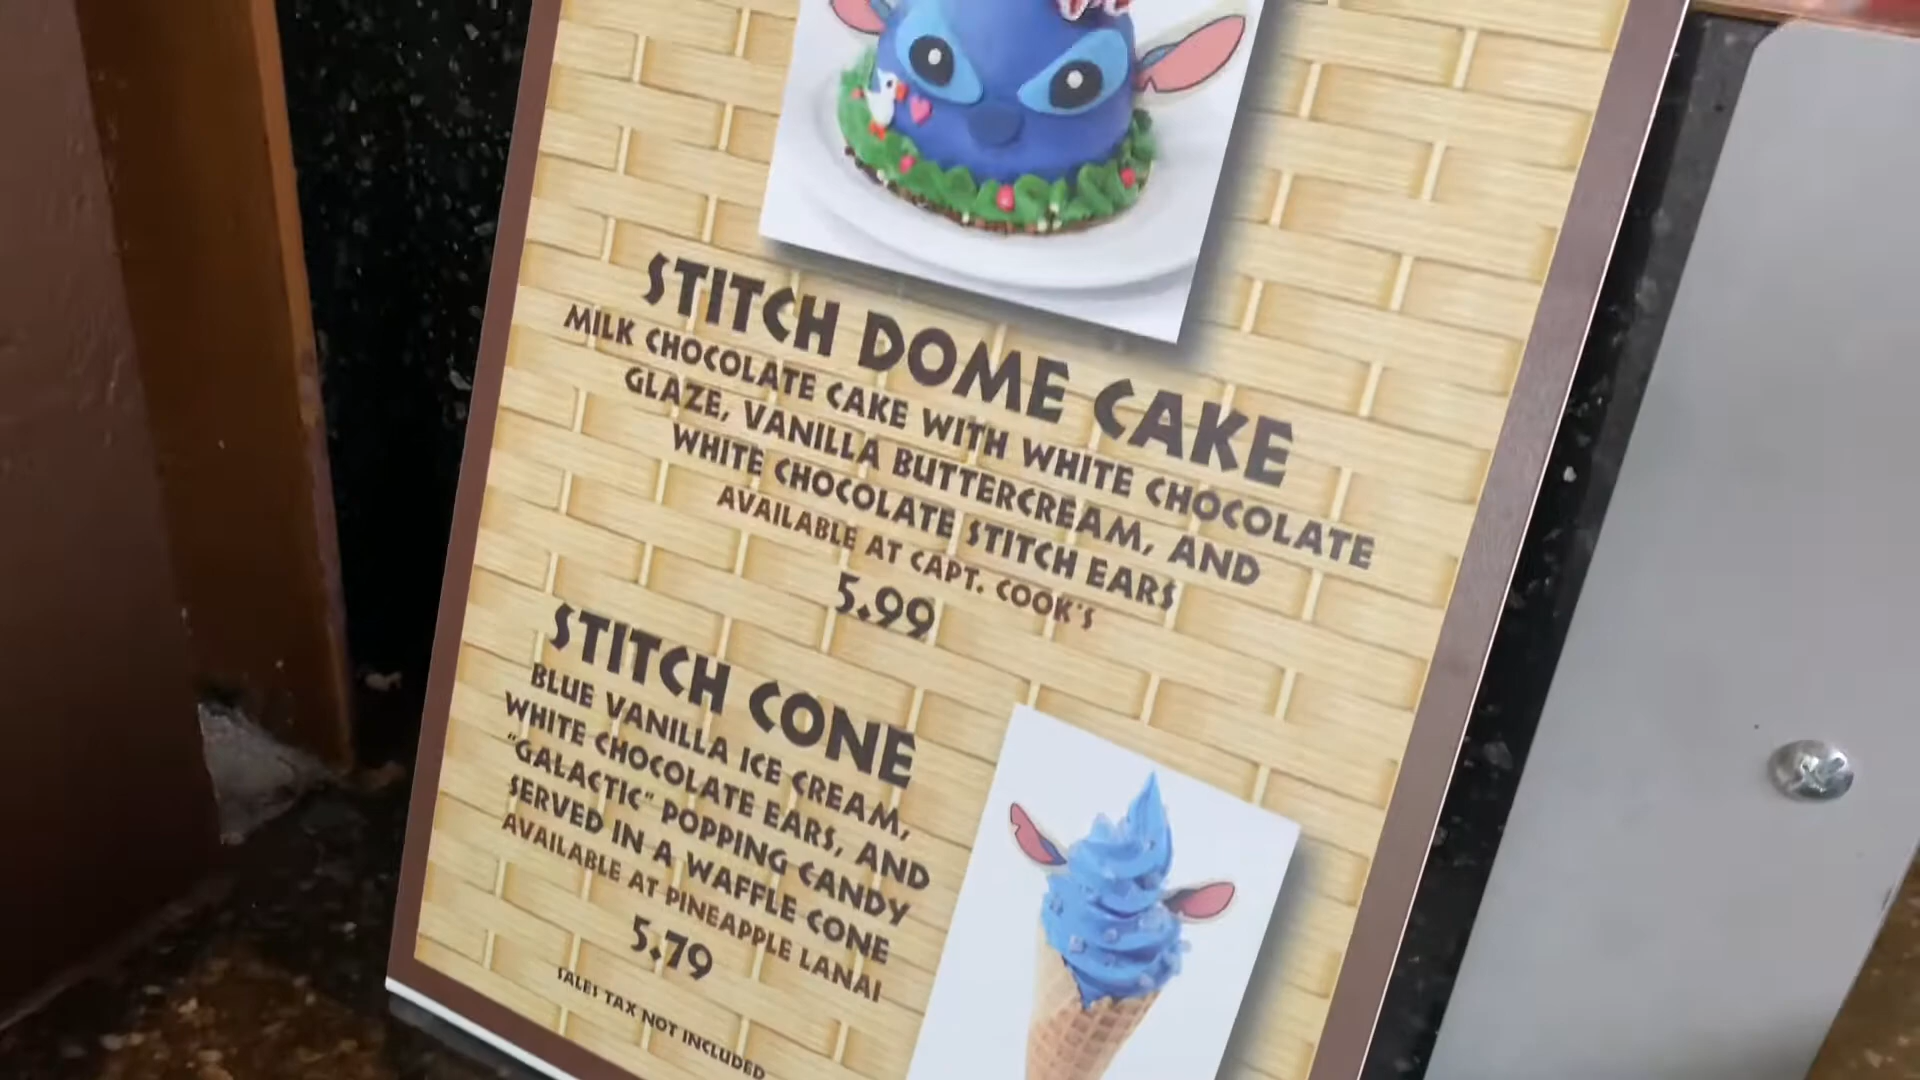 STITCH DOME CAKE
MILK CHOCOLATE CAKE WITH WHITE CHOCOLATE
GLAZE, VANILLA BUTTERCREAM, AND
WHITE CHOCOLATE STITCH EARS
AVAILABLE AT CAPT. COOK'S
5.99
STITCH CONE
BLUE VANILLA ICE CREAM,
WHITE CHOCOLATE EARS, AND
"GALACTIC" POPPING CANDY
SERVED IN A WAFFLE CONE
AVAILABLE AT PINEAPPLE LANAI
5.79
SALES TAX NOT INCLUDED